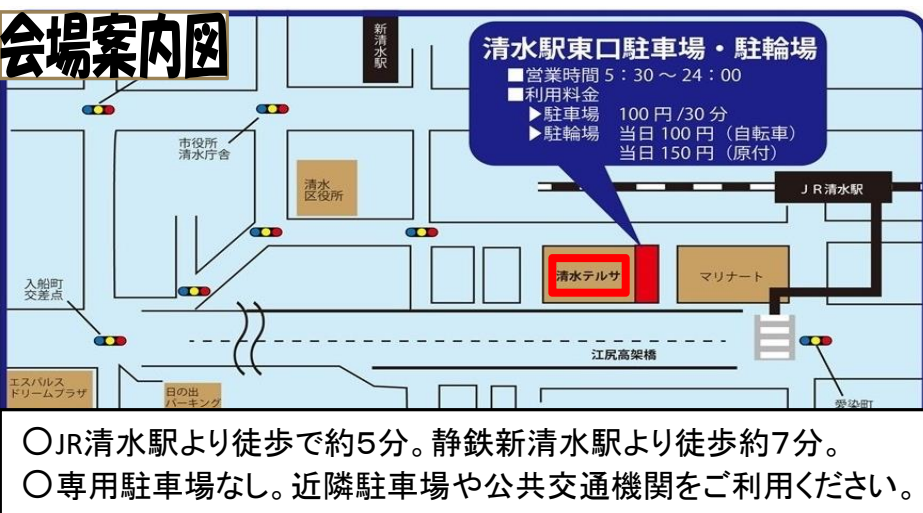 会場案内図
新清水駅
清水駅東口駐車場・駐輪場
■営業時間 5:30~24:00
■利用料金
▶駐車場 100円/30分
▶駐輪場 当日100円(自転車)
当日150円(原付)
市役所
清水庁舎
清水
区役所
JR清水駅
入船町
交差点
清水テルサ
マリナート
江尻高架橋
エスパルス
ドリームプラザ
日の出
パーキング
愛染町
〇JR清水駅より徒歩で約5分。静鉄新清水駅より徒歩約7分。
〇専用駐車場なし。近隣駐車場や公共交通機関をご利用ください。